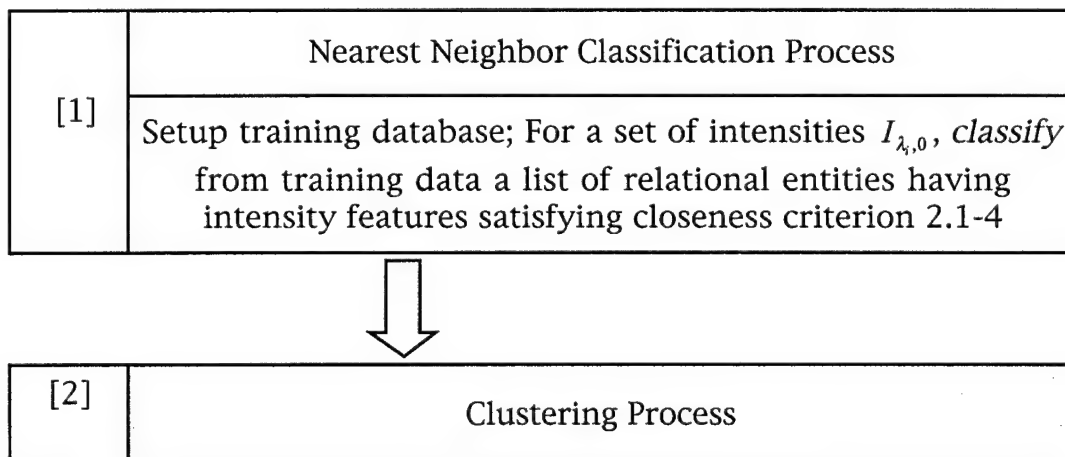 Nearest Neighbor Classification Process
[1]
Setup training database; For a set of intensities I_{λ_i,0}, classify
from training data a list of relational entities having
intensity features satisfying closeness criterion 2.1-4
[2]
Clustering Process